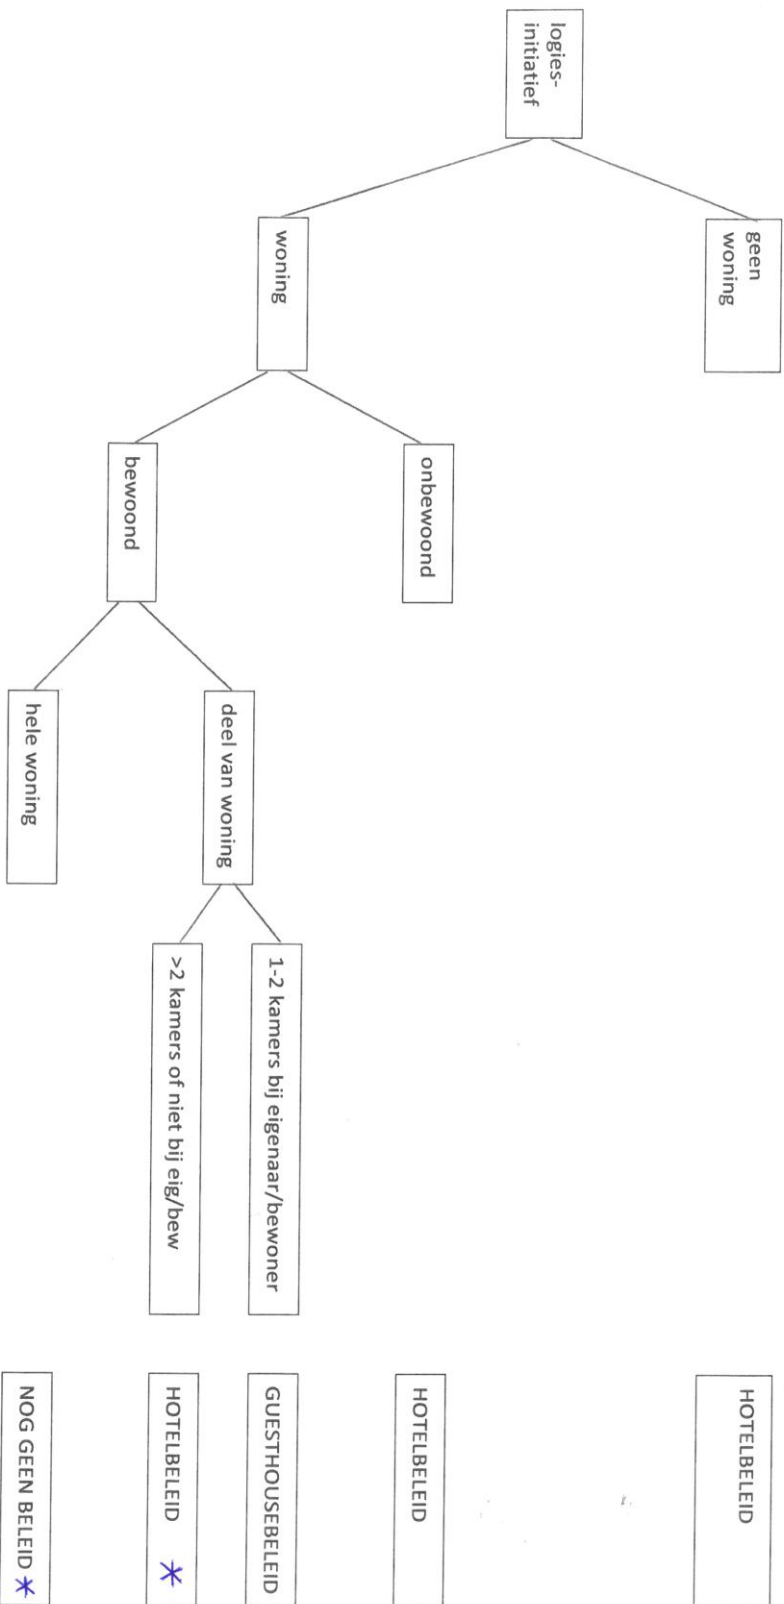 geen
woning
HOTELBELEID
logies-
initiatief
onbewoond
HOTELBELEID
woning
1-2 kamers bij eigenaar/bewoner
GUESTHOUSEBELEID
deel van woning
>2 kamers of niet bij eig/bew
HOTELBELEID *
bewoond
hele woning
NOG GEEN BELEID *